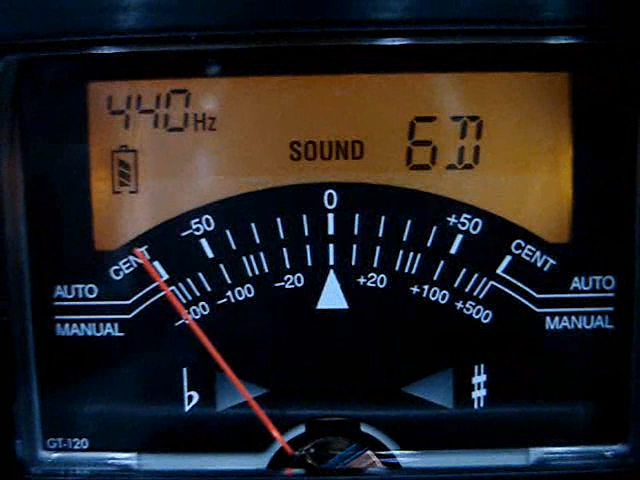 440Hz
SOUND 6D
0
-50 +50
CENT CENT
AUTO AUTO
-500 -100 -20 +20 +100 +500
MANUAL MANUAL
♭ ♯
GT-120